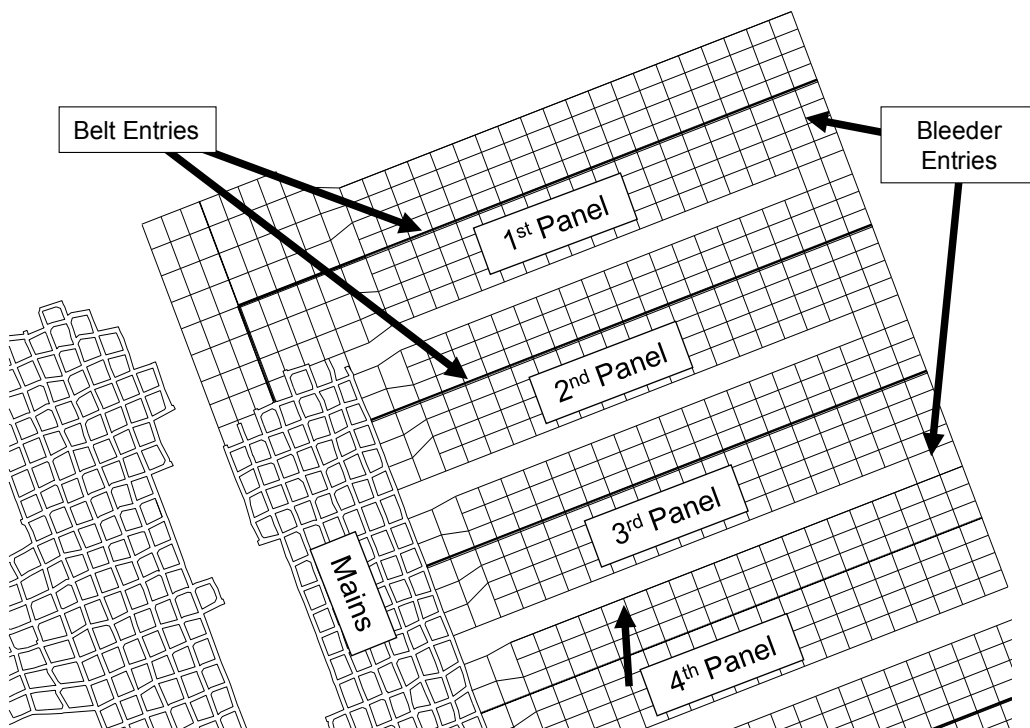 Belt Entries
Bleeder
Entries
1st Panel
2nd Panel
3rd Panel
Mains
4th Panel